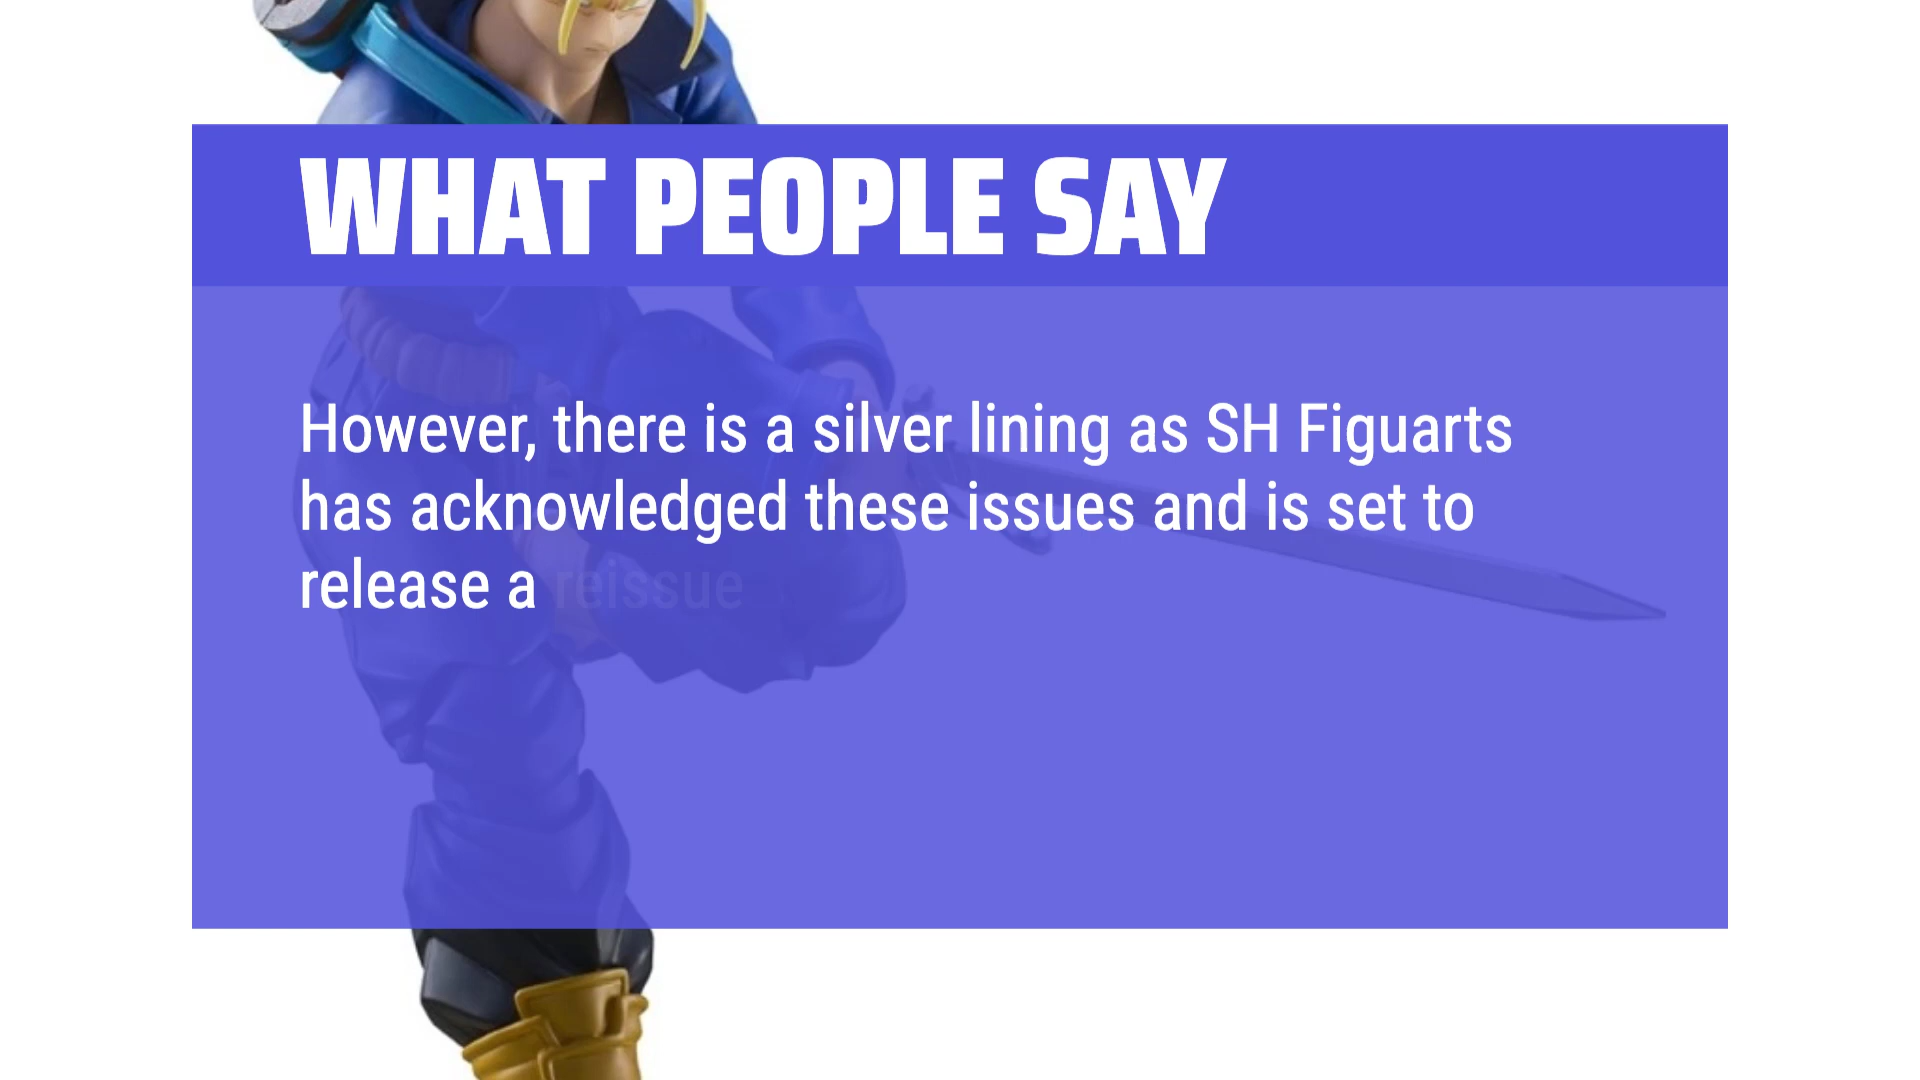 WHAT PEOPLE SAY
However, there is a silver lining as SH Figuarts
has acknowledged these issues and is set to
release a reissue